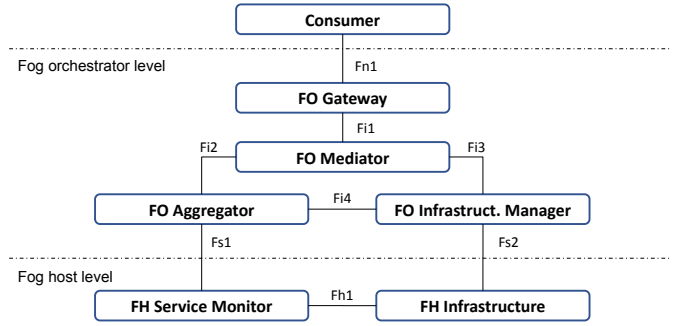 Consumer
Fog orchestrator level
Fn1
FO Gateway
Fi1
Fi2
Fi3
FO Mediator
FO Aggregator
Fi4
FO Infrastruct. Manager
Fs1
Fs2
Fog host level
FH Service Monitor
Fh1
FH Infrastructure